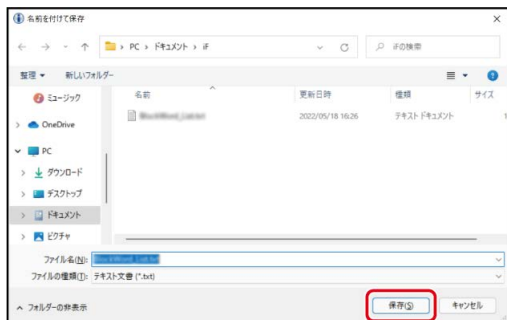 名前を付けて保存
PC › ドキュメント › iF
iFの検索
整理 新しいフォルダー
名前 更新日時 種類 サイズ
2022/05/18 16:26 テキスト ドキュメント 1
ミュージック
OneDrive
PC
ダウンロード
デスクトップ
ドキュメント
ピクチャ
ファイル名(N):
ファイルの種類(T): テキスト文書 (*.txt)
フォルダーの非表示 保存(S) キャンセル